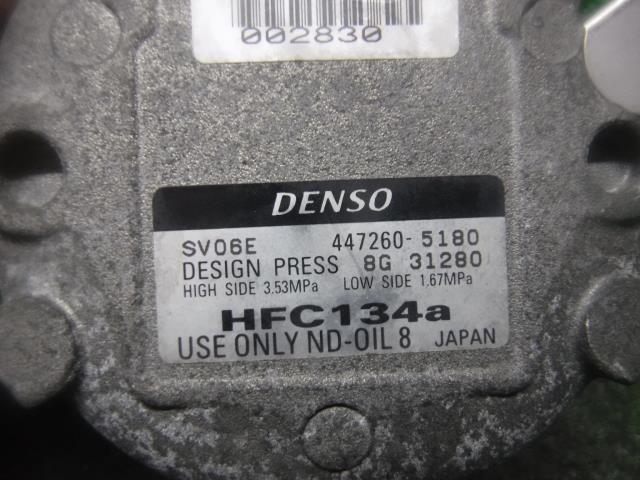 002830
DENSO
SV06E 447260-5180
DESIGN PRESS 8G 31280
HIGH SIDE 3.53MPa LOW SIDE 1.67MPa
HFC134a
USE ONLY ND-OIL 8 JAPAN